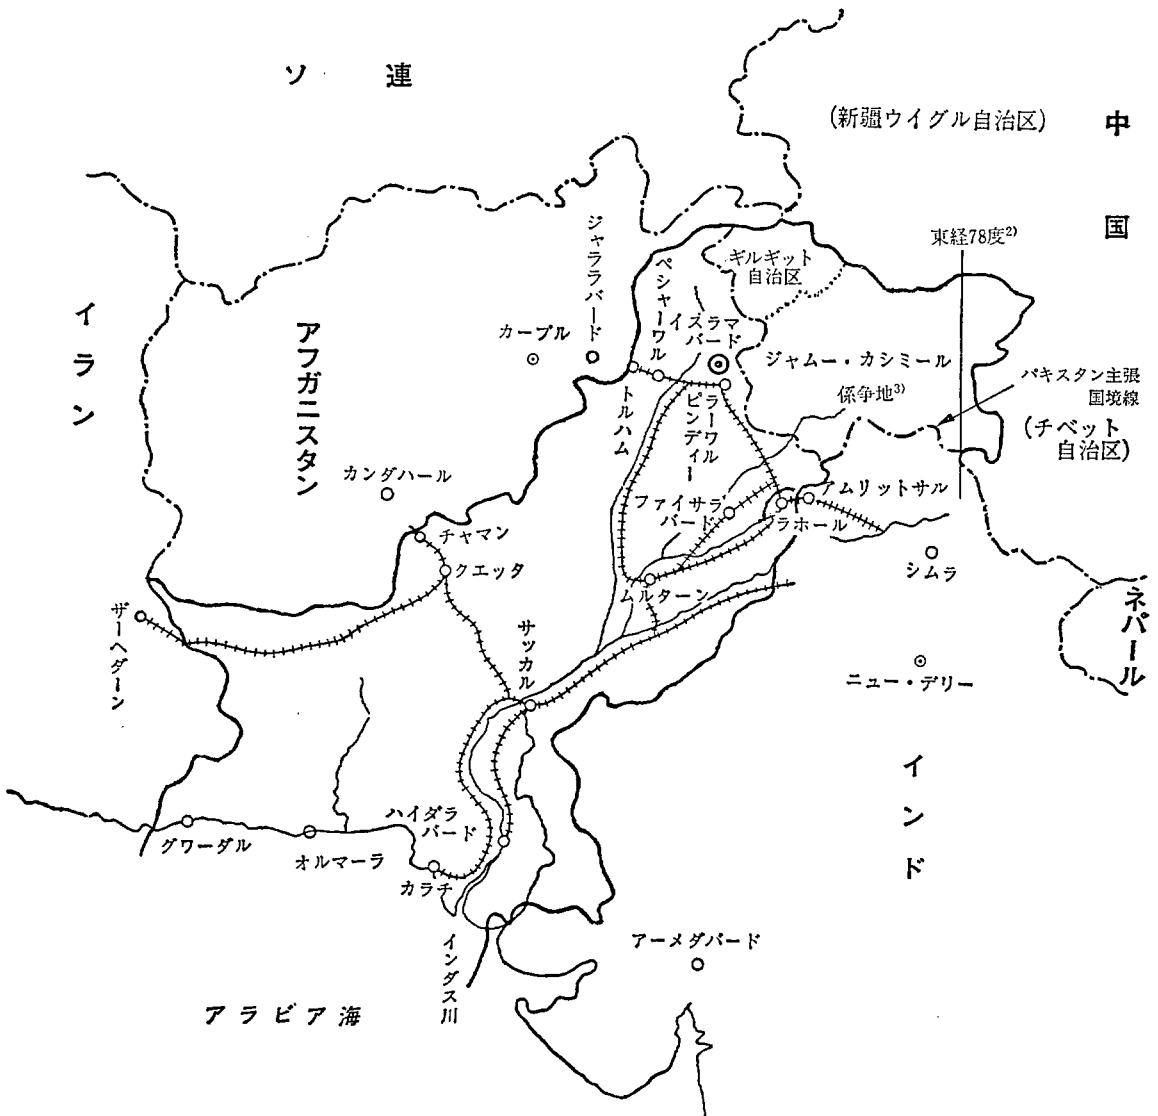 ソ連
(新疆ウイグル自治区)
中国
東経78度2)
イラン
アフガニスタン
ジャララバード
カーブル
ペシャーワル
ギルギット
自治区
イスラマ
バード
ジャムー・カシミール
係争地3)
パキスタン主張
国境線
(チベット
自治区)
トルハム
ラーワル
ピンディー
カンダハール
チャマン
クエッタ
ファイサラ
バード
ラホール
アムリットサル
シムラ
ムルターン
ザーヘダーン
サッカル
ネパール
ニュー・デリー
インド
ハイダラ
バード
グワーダル
オルマーラ
カラチ
インダス川
アーメダバード
アラビア海